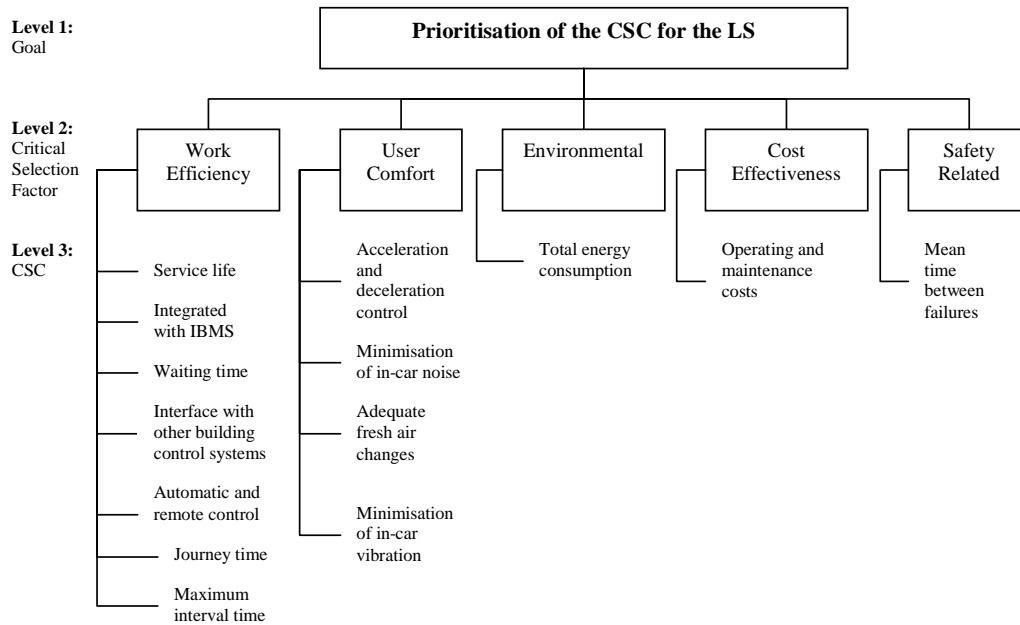 Level 1:
Goal
Prioritisation of the CSC for the LS
Level 2:
Critical
Selection
Factor
Work
Efficiency
User
Comfort
Environmental
Cost
Effectiveness
Safety
Related
Level 3:
CSC
Service life
Integrated
with IBMS
Waiting time
Interface with
other building
control systems
Automatic and
remote control
Journey time
Maximum
interval time
Acceleration
and
deceleration
control
Minimisation
of in-car noise
Adequate
fresh air
changes
Minimisation
of in-car
vibration
Total energy
consumption
Operating and
maintenance
costs
Mean
time
between
failures